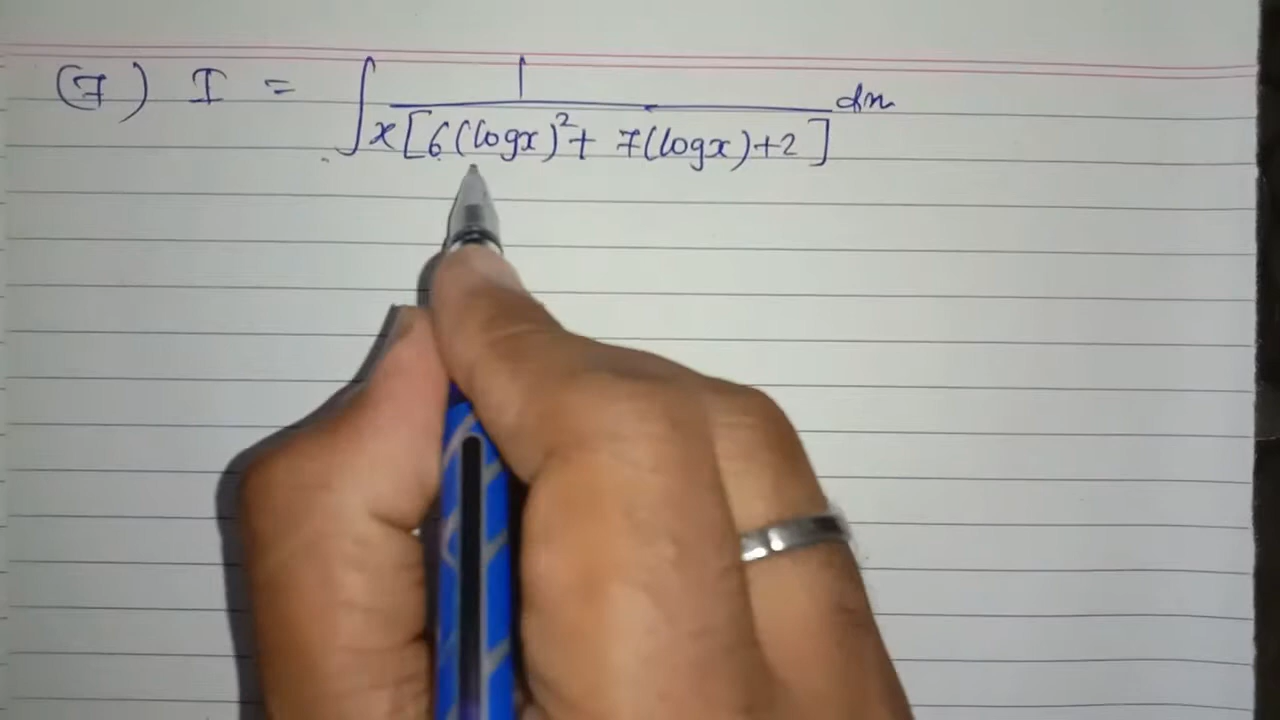 (7) I = ∫ 1 / x[6(logx)² + 7(logx)+2] dx